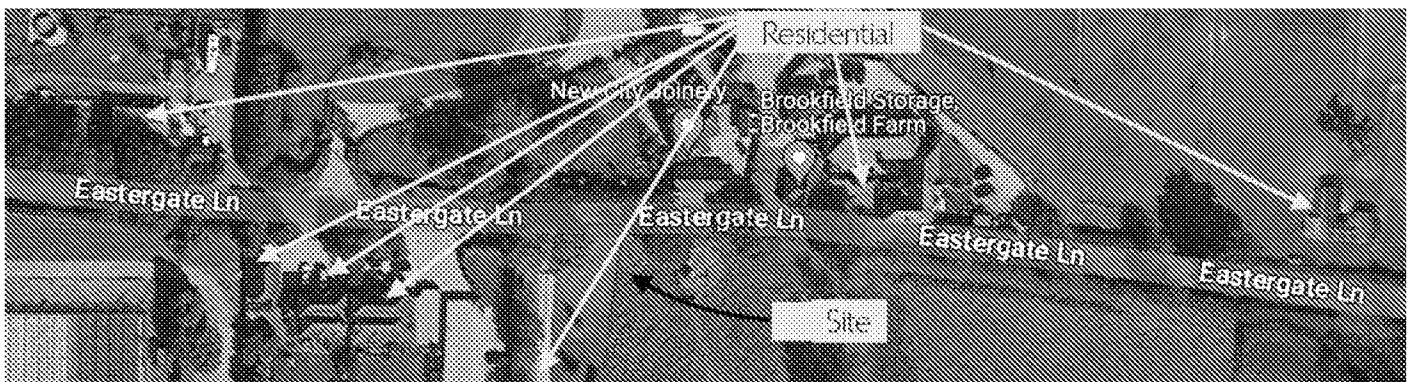 Residential
New City Joinery
Brookfield Storage,
Brookfield Farm
Eastergate Ln
Eastergate Ln
Eastergate Ln
Eastergate Ln
Eastergate Ln
Site